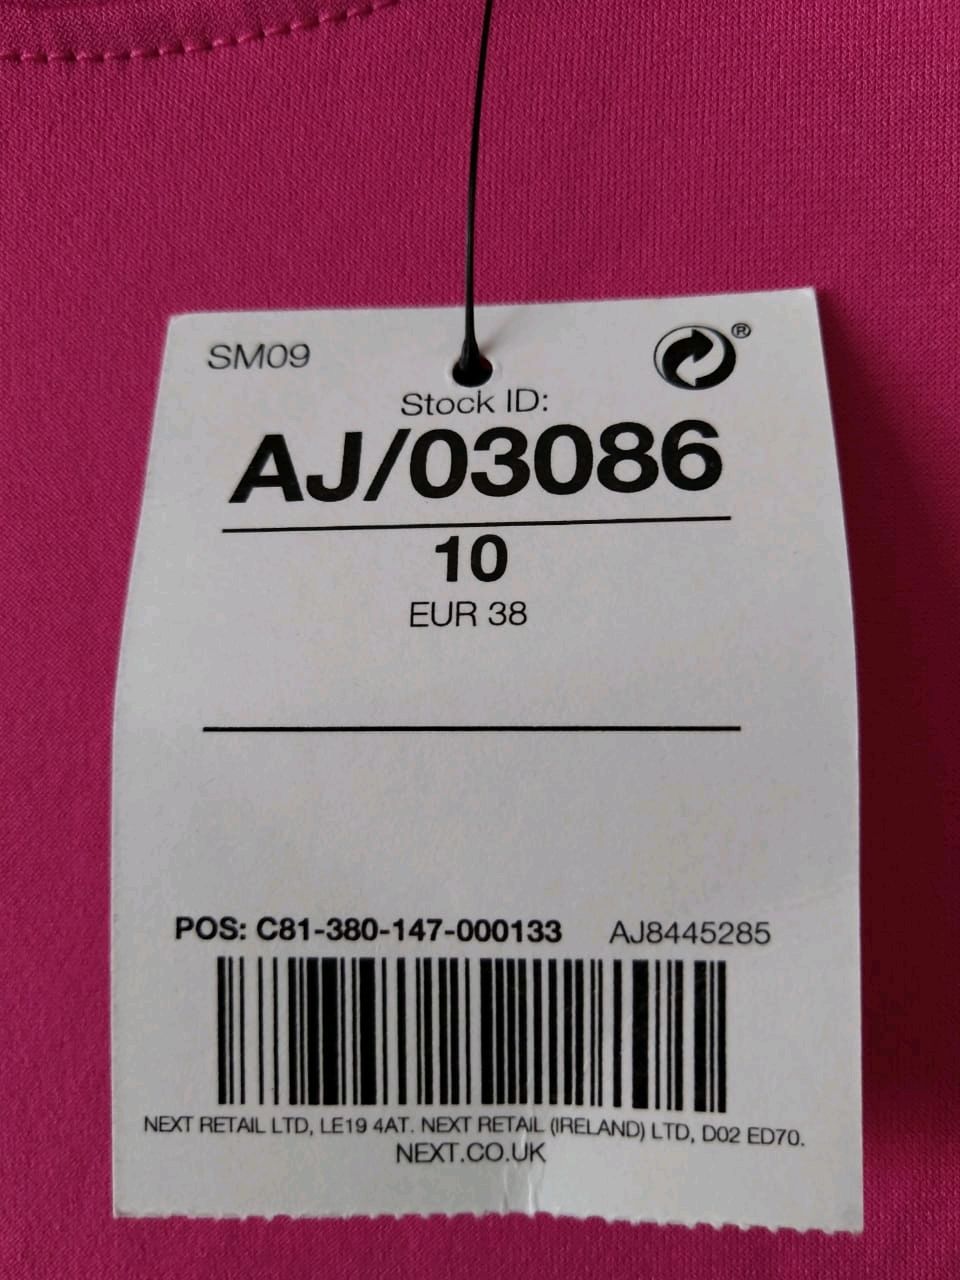 SM09
®
Stock ID:
AJ/03086
10
EUR 38
POS: C81-380-147-000133 AJ8445285
NEXT RETAIL LTD, LE19 4AT. NEXT RETAIL (IRELAND) LTD, D02 ED70.
NEXT.CO.UK